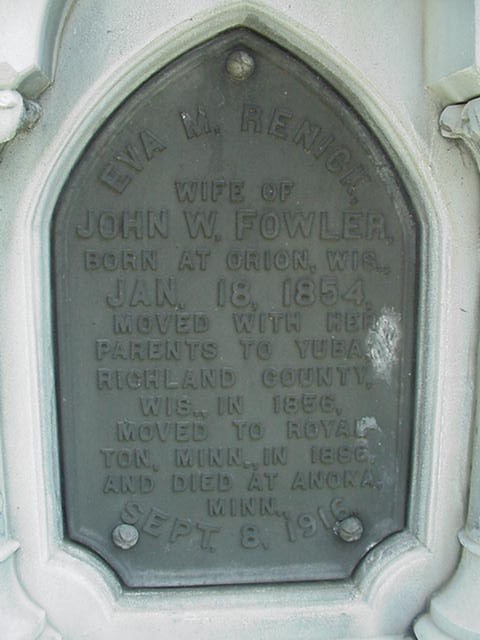 EVA M. RENICK,
WIFE OF
JOHN W. FOWLER,
BORN AT ORION, WIS.,
JAN. 18, 1854,
MOVED WITH HER
PARENTS TO YUBA,
RICHLAND COUNTY,
WIS., IN 1856,
MOVED TO ROYAL-
TON, MINN., IN 1896,
AND DIED AT ANOKA,
MINN.,
SEPT. 8, 1916